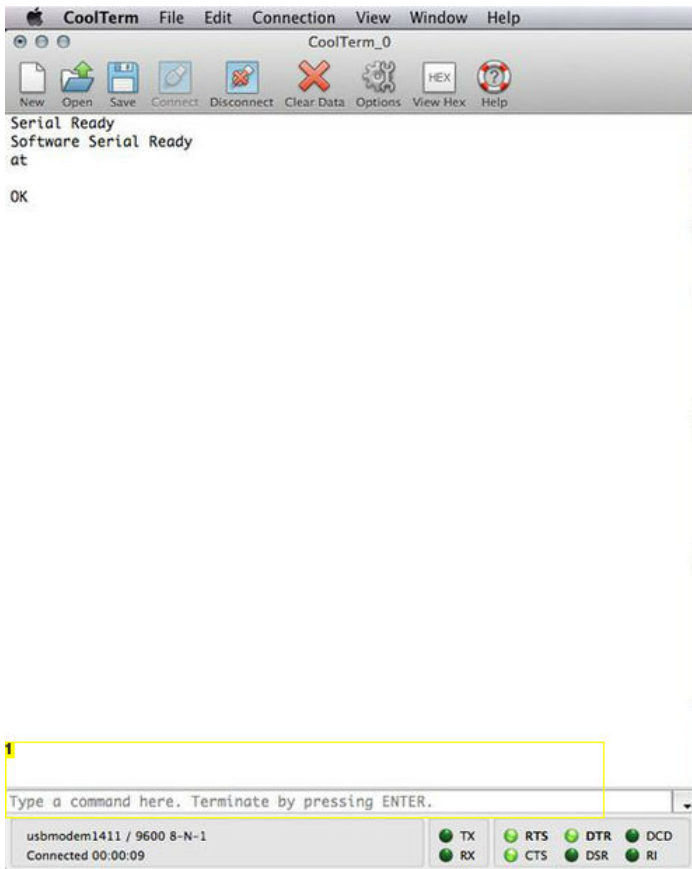 CoolTerm File Edit Connection View Window Help
CoolTerm_0
HEX
New Open Save Connect Disconnect Clear Data Options View Hex Help
Serial Ready
Software Serial Ready
at
OK
1
Type a command here. Terminate by pressing ENTER.
usbmodem1411 / 9600 8-N-1
TX RTS DTR DCD
Connected 00:00:09
RX CTS DSR RI